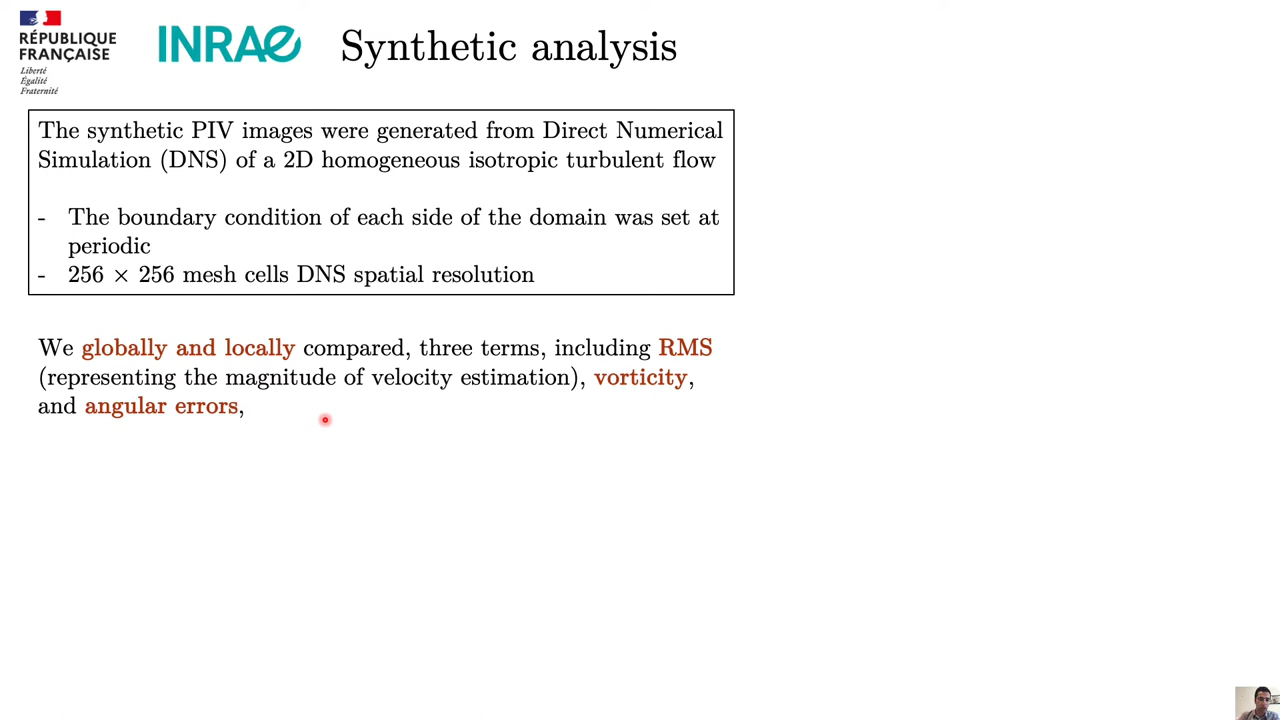 RÉPUBLIQUE
FRANÇAISE
Liberté
Égalité
Fraternité
INRAE
Synthetic analysis
The synthetic PIV images were generated from Direct Numerical
Simulation (DNS) of a 2D homogeneous isotropic turbulent flow
- The boundary condition of each side of the domain was set at
periodic
- 256 × 256 mesh cells DNS spatial resolution
We globally and locally compared, three terms, including RMS
(representing the magnitude of velocity estimation), vorticity,
and angular errors,